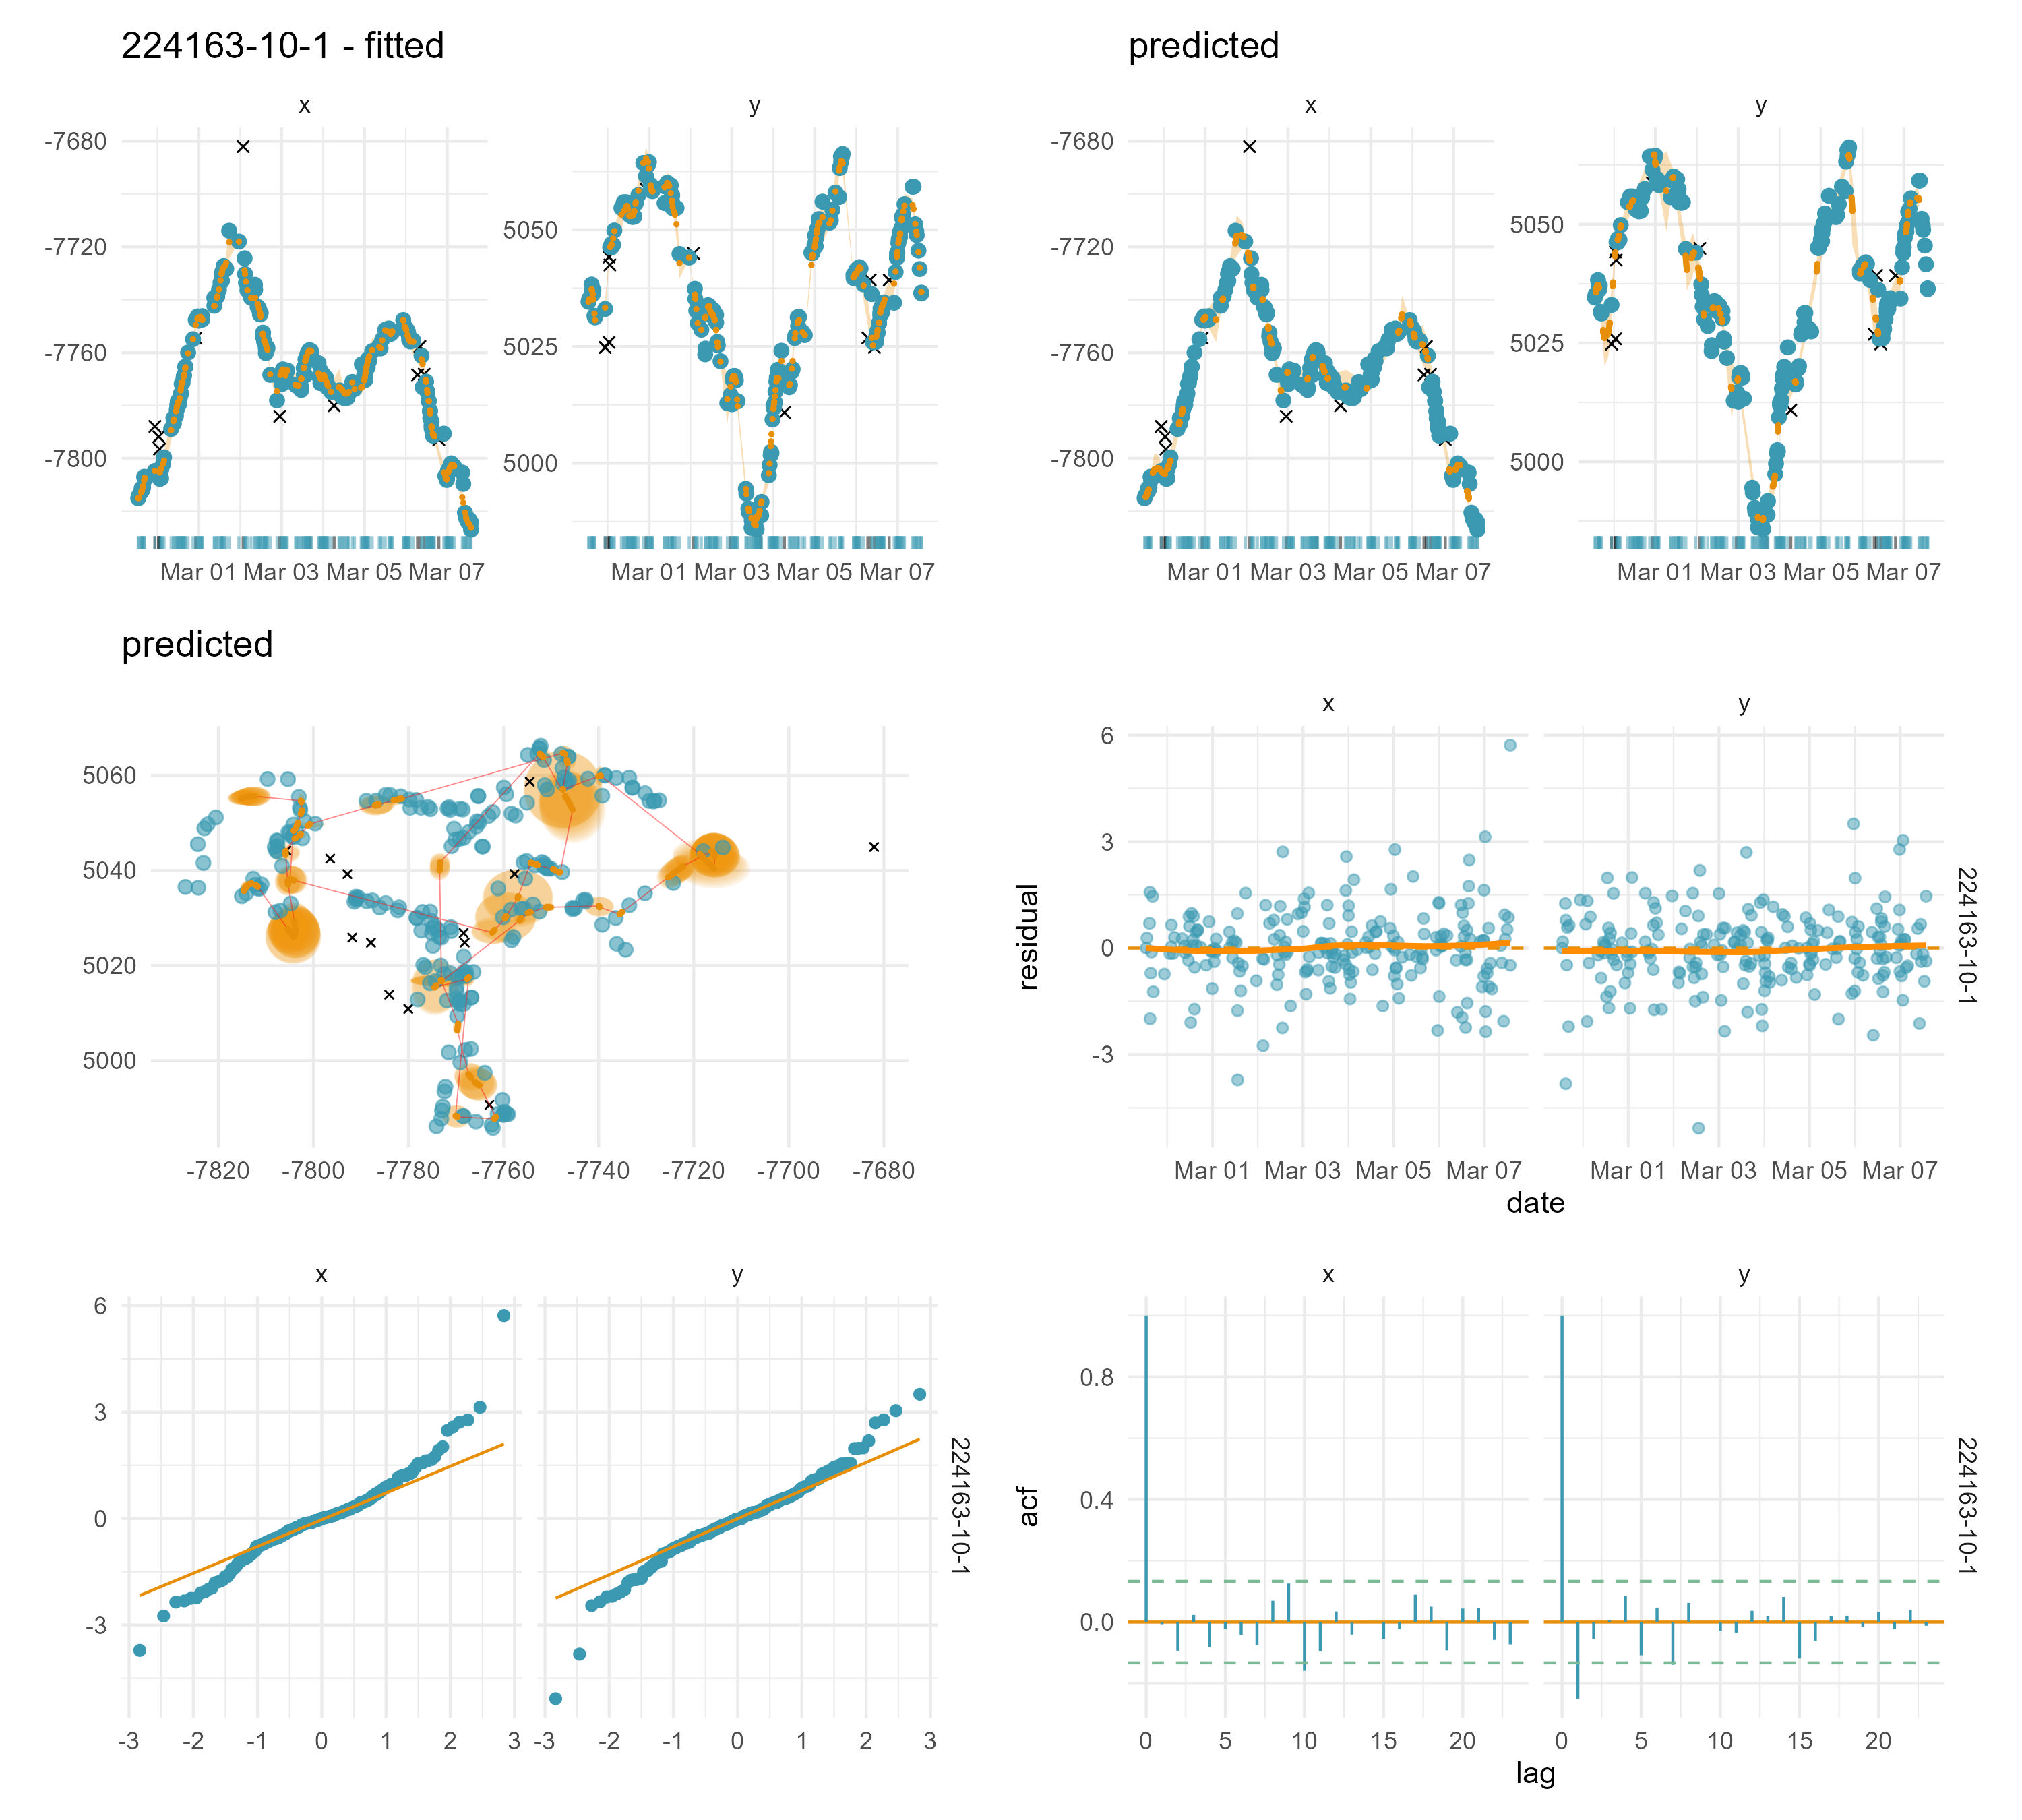 224163-10-1 - fitted
predicted
x
y
x
y
-7680
-7720
-7760
-7800
5050
5025
5000
-7680
-7720
-7760
-7800
5050
5025
5000
Mar 01 Mar 03 Mar 05 Mar 07
Mar 01 Mar 03 Mar 05 Mar 07
Mar 01 Mar 03 Mar 05 Mar 07
Mar 01 Mar 03 Mar 05 Mar 07
predicted
5060
5040
5020
5000
-7820 -7800 -7780 -7760 -7740 -7720 -7700 -7680
x
y
residual
6
3
0
-3
Mar 01 Mar 03 Mar 05 Mar 07
Mar 01 Mar 03 Mar 05 Mar 07
date
224163-10-1
x
y
6
3
0
-3
-3 -2 -1 0 1 2 3
-3 -2 -1 0 1 2 3
224163-10-1
x
y
acf
0.8
0.4
0.0
0 5 10 15 20
0 5 10 15 20
lag
224163-10-1